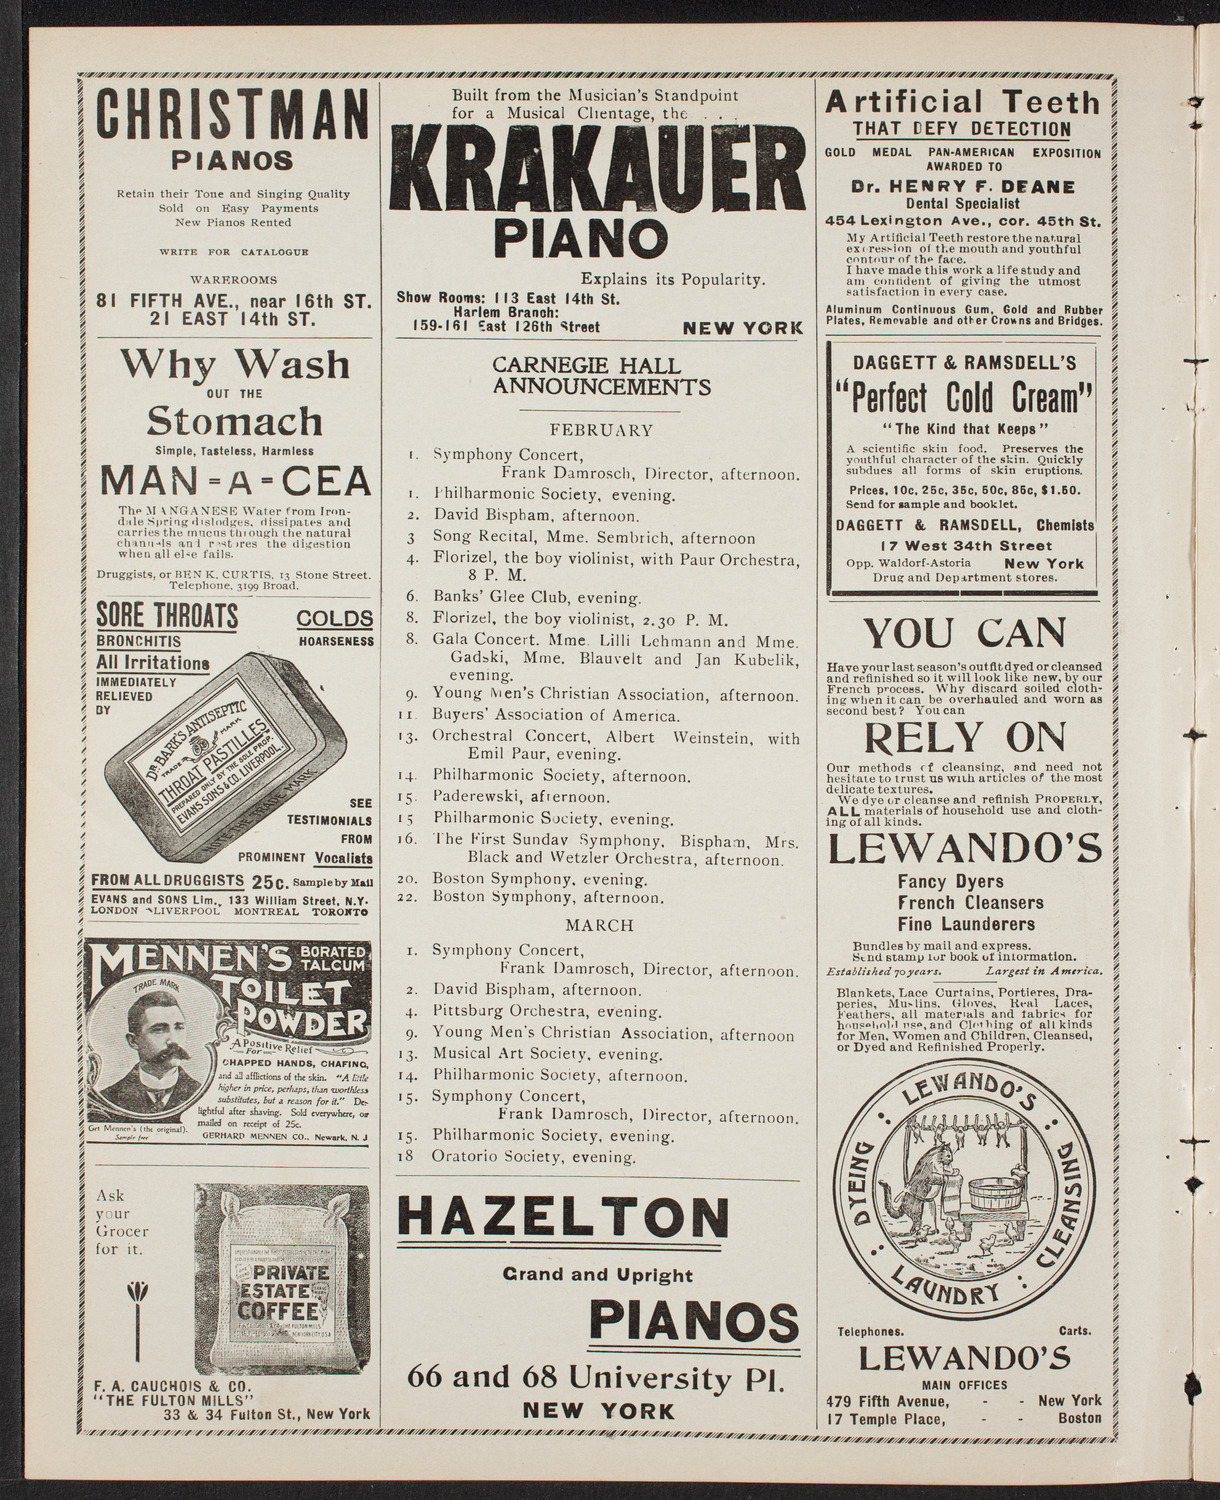 CHRISTMAN
PIANOS
Retain their Tone and Singing Quality
Sold on Easy Payments
New Pianos Rented
WRITE FOR CATALOGUE
WAREROOMS
81 FIFTH AVE., near 16th ST.
21 EAST 14th ST.
Why Wash
OUT THE
Stomach
Simple, Tasteless, Harmless
MAN-A-CEA
The MANGANESE Water from Iron-
dale Spring dislodges, dissipates and
carries the mucus through the natural
channels and restores the digestion
when all else fails.
Druggists, or BEN K. CURTIS, 13 Stone Street.
Telephone, 3199 Broad.
SORE THROATS COLDS
BRONCHITIS HOARSENESS
All Irritations
IMMEDIATELY
RELIEVED
BY
DR BARK'S ANTISEPTIC
TRADE MARK
THROAT PASTILLES
PREPARED ONLY BY THE SOLE PROP.
EVANS SONS & CO. LIVERPOOL.
NOTE THE TRADE MARK
SEE
TESTIMONIALS
FROM
PROMINENT Vocalists
FROM ALL DRUGGISTS 25c. Sample by Mail
EVANS and SONS Lim., 133 William Street, N.Y.
LONDON LIVERPOOL MONTREAL TORONTO
MENNEN'S BORATED
TALCUM
TOILET
POWDER
TRADE MARK
A Positive Relief
For
CHAPPED HANDS, CHAFING,
and all afflictions of the skin. "A little
higher in price, perhaps, than worthless
substitutes, but a reason for it." De-
lightful after shaving. Sold everywhere, or
mailed on receipt of 25c.
Get Mennen's (the original).
Sample free
GERHARD MENNEN CO., Newark, N. J
Ask
your
Grocer
for it.
PRIVATE
ESTATE
COFFEE
F. A. CAUCHOIS & CO.
"THE FULTON MILLS"
33 & 34 Fulton St., New York
Built from the Musician's Standpoint
for a Musical Clientage, the . . .
KRAKAUER
PIANO
Explains its Popularity.
Show Rooms: 113 East 14th St.
Harlem Branch:
159-161 East 126th Street NEW YORK
CARNEGIE HALL
ANNOUNCEMENTS
FEBRUARY
1. Symphony Concert,
Frank Damrosch, Director, afternoon.
1. Philharmonic Society, evening.
2. David Bispham, afternoon.
3 Song Recital, Mme. Sembrich, afternoon
4. Florizel, the boy violinist, with Paur Orchestra,
8 P. M.
6. Banks' Glee Club, evening.
8. Florizel, the boy violinist, 2.30 P. M.
8. Gala Concert. Mme. Lilli Lehmann and Mme.
Gadski, Mme. Blauvelt and Jan Kubelik,
evening.
9. Young Men's Christian Association, afternoon.
11 Buyers' Association of America.
13. Orchestral Concert, Albert Weinstein, with
Emil Paur, evening.
14. Philharmonic Society, afternoon.
15. Paderewski, afternoon.
15 Philharmonic Society, evening.
16. The First Sunday Symphony, Bispham, Mrs.
Black and Wetzler Orchestra, afternoon.
20. Boston Symphony, evening.
22. Boston Symphony, afternoon.
MARCH
1. Symphony Concert,
Frank Damrosch, Director, afternoon.
2. David Bispham, afternoon.
4. Pittsburg Orchestra, evening.
9. Young Men's Christian Association, afternoon
13. Musical Art Society, evening.
14. Philharmonic Society, afternoon.
15. Symphony Concert,
Frank Damrosch, Director, afternoon.
15. Philharmonic Society, evening.
18 Oratorio Society, evening.
HAZELTON
Grand and Upright
PIANOS
66 and 68 University Pl.
NEW YORK
Artificial Teeth
THAT DEFY DETECTION
GOLD MEDAL PAN-AMERICAN EXPOSITION
AWARDED TO
Dr. HENRY F. DEANE
Dental Specialist
454 Lexington Ave., cor. 45th St.
My Artificial Teeth restore the natural
expression of the mouth and youthful
contour of the face.
I have made this work a life study and
am confident of giving the utmost
satisfaction in every case.
Aluminum Continuous Gum, Gold and Rubber
Plates, Removable and other Crowns and Bridges.
DAGGETT & RAMSDELL'S
"Perfect Cold Cream"
"The Kind that Keeps"
A scientific skin food. Preserves the
youthful character of the skin. Quickly
subdues all forms of skin eruptions.
Prices, 10c, 25c, 35c, 50c, 85c, $1.50.
Send for sample and booklet.
DAGGETT & RAMSDELL, Chemists
17 West 34th Street
Opp. Waldorf-Astoria New York
Drug and Department stores.
YOU CAN
Have your last season's outfit dyed or cleansed
and refinished so it will look like new, by our
French process. Why discard soiled cloth-
ing when it can be overhauled and worn as
second best? You can
RELY ON
Our methods of cleansing, and need not
hesitate to trust us with articles of the most
delicate textures.
We dye or cleanse and refinish PROPERLY,
ALL materials of household use and cloth-
ing of all kinds.
LEWANDO'S
Fancy Dyers
French Cleansers
Fine Launderers
Bundles by mail and express.
Send stamp for book of information.
Established 70 years. Largest in America.
Blankets, Lace Curtains, Portieres, Dra-
peries, Muslins, Gloves, Real Laces,
Feathers, all materials and fabrics for
household use, and Clothing of all kinds
for Men, Women and Children, Cleansed,
or Dyed and Refinished Properly.
LEWANDO'S
DYEING CLEANSING
LAUNDRY
Telephones. Carts.
LEWANDO'S
MAIN OFFICES
479 Fifth Avenue, - - New York
17 Temple Place, - - Boston